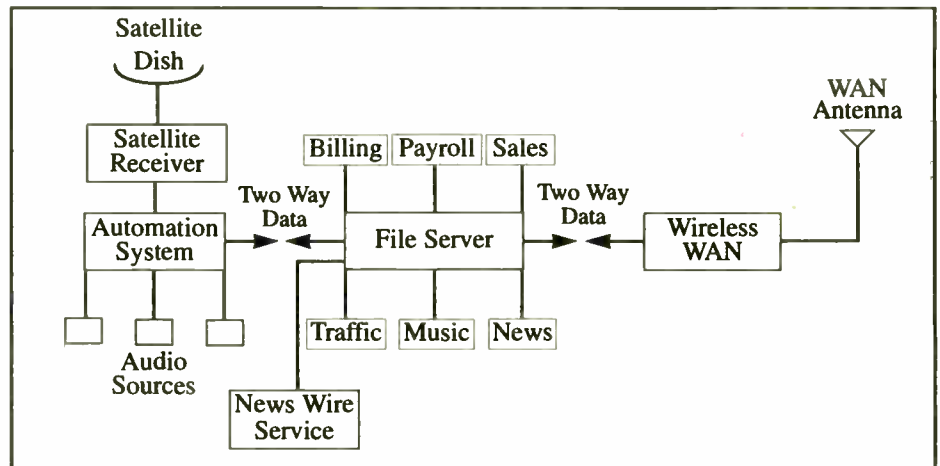 Satellite
Dish
WAN
Antenna
Satellite
Receiver
Billing
Payroll
Sales
Two Way
Data
Two Way
Data
Automation
System
File Server
Wireless
WAN
Traffic
Music
News
Audio
Sources
News Wire
Service